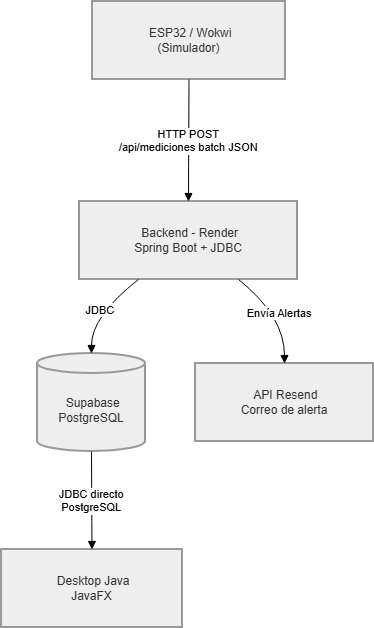 ESP32 / Wokwi
(Simulador)
HTTP POST
/api/mediciones batch JSON
Backend - Render
Spring Boot + JDBC
JDBC
Envía Alertas
Supabase
PostgreSQL
API Resend
Correo de alerta
JDBC directo
PostgreSQL
Desktop Java
JavaFX